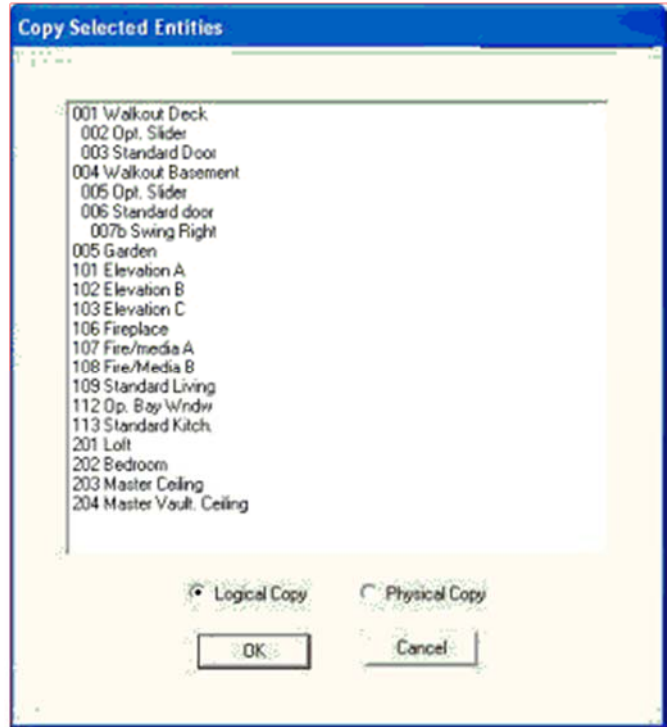 Copy Selected Entities
001 Walkout Deck
002 Opt. Slider
003 Standard Door
004 Walkout Basement
005 Opt. Slider
006 Standard door
007b Swing Right
005 Garden
101 Elevation A
102 Elevation B
103 Elevation C
106 Fireplace
107 Fire/media A
108 Fire/Media B
109 Standard Living
112 Op. Bay Wndw
113 Standard Kitch.
201 Loft
202 Bedroom
203 Master Ceiling
204 Master Vault. Ceiling
Logical Copy Physical Copy
OK Cancel